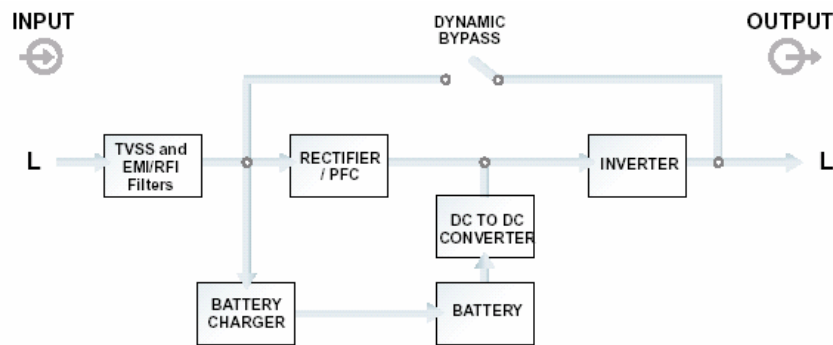 INPUT
DYNAMIC
BYPASS
OUTPUT
L
TVSS and
EMI/RFI
Filters
RECTIFIER
/ PFC
INVERTER
L
DC TO DC
CONVERTER
BATTERY
CHARGER
BATTERY